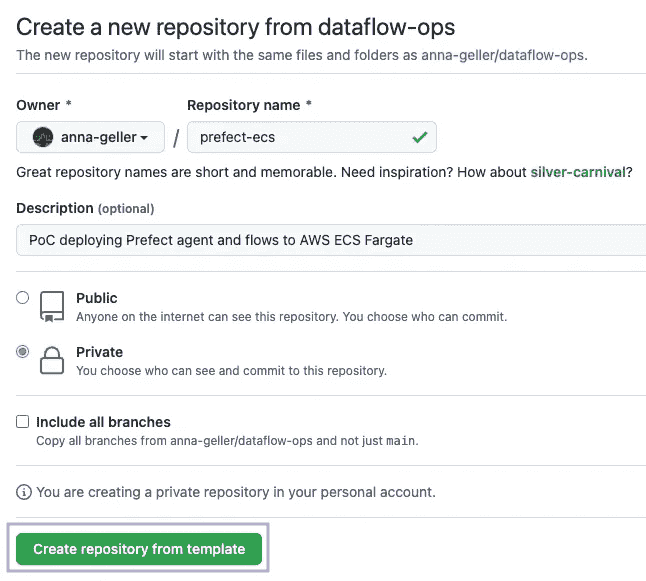 Create a new repository from dataflow-ops
The new repository will start with the same files and folders as anna-geller/dataflow-ops.
Owner * Repository name *
anna-geller / prefect-ecs
Great repository names are short and memorable. Need inspiration? How about silver-carnival?
Description (optional)
PoC deploying Prefect agent and flows to AWS ECS Fargate
Public
Anyone on the internet can see this repository. You choose who can commit.
Private
You choose who can see and commit to this repository.
Include all branches
Copy all branches from anna-geller/dataflow-ops and not just main.
You are creating a private repository in your personal account.
Create repository from template